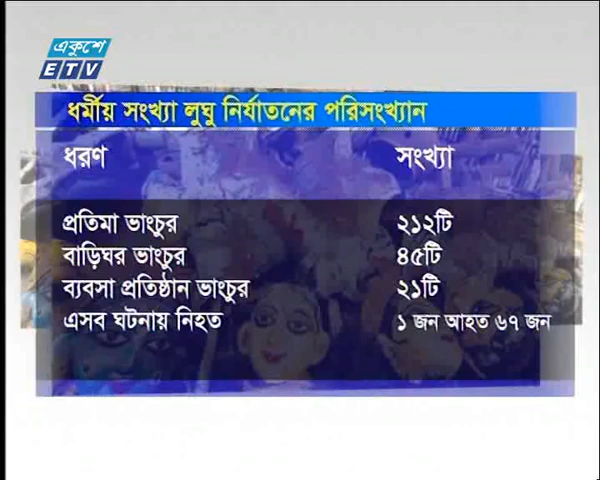 একুশে
ETV
ধর্মীয় সংখ্যা লুঘু নির্যাতনের পরিসংখ্যান
ধরণ সংখ্যা
প্রতিমা ভাংচুর ২১২টি
বাড়িঘর ভাংচুর ৪৫টি
ব্যবসা প্রতিষ্ঠান ভাংচুর ২১টি
এসব ঘটনায় নিহত ১ জন আহত ৬৭ জন